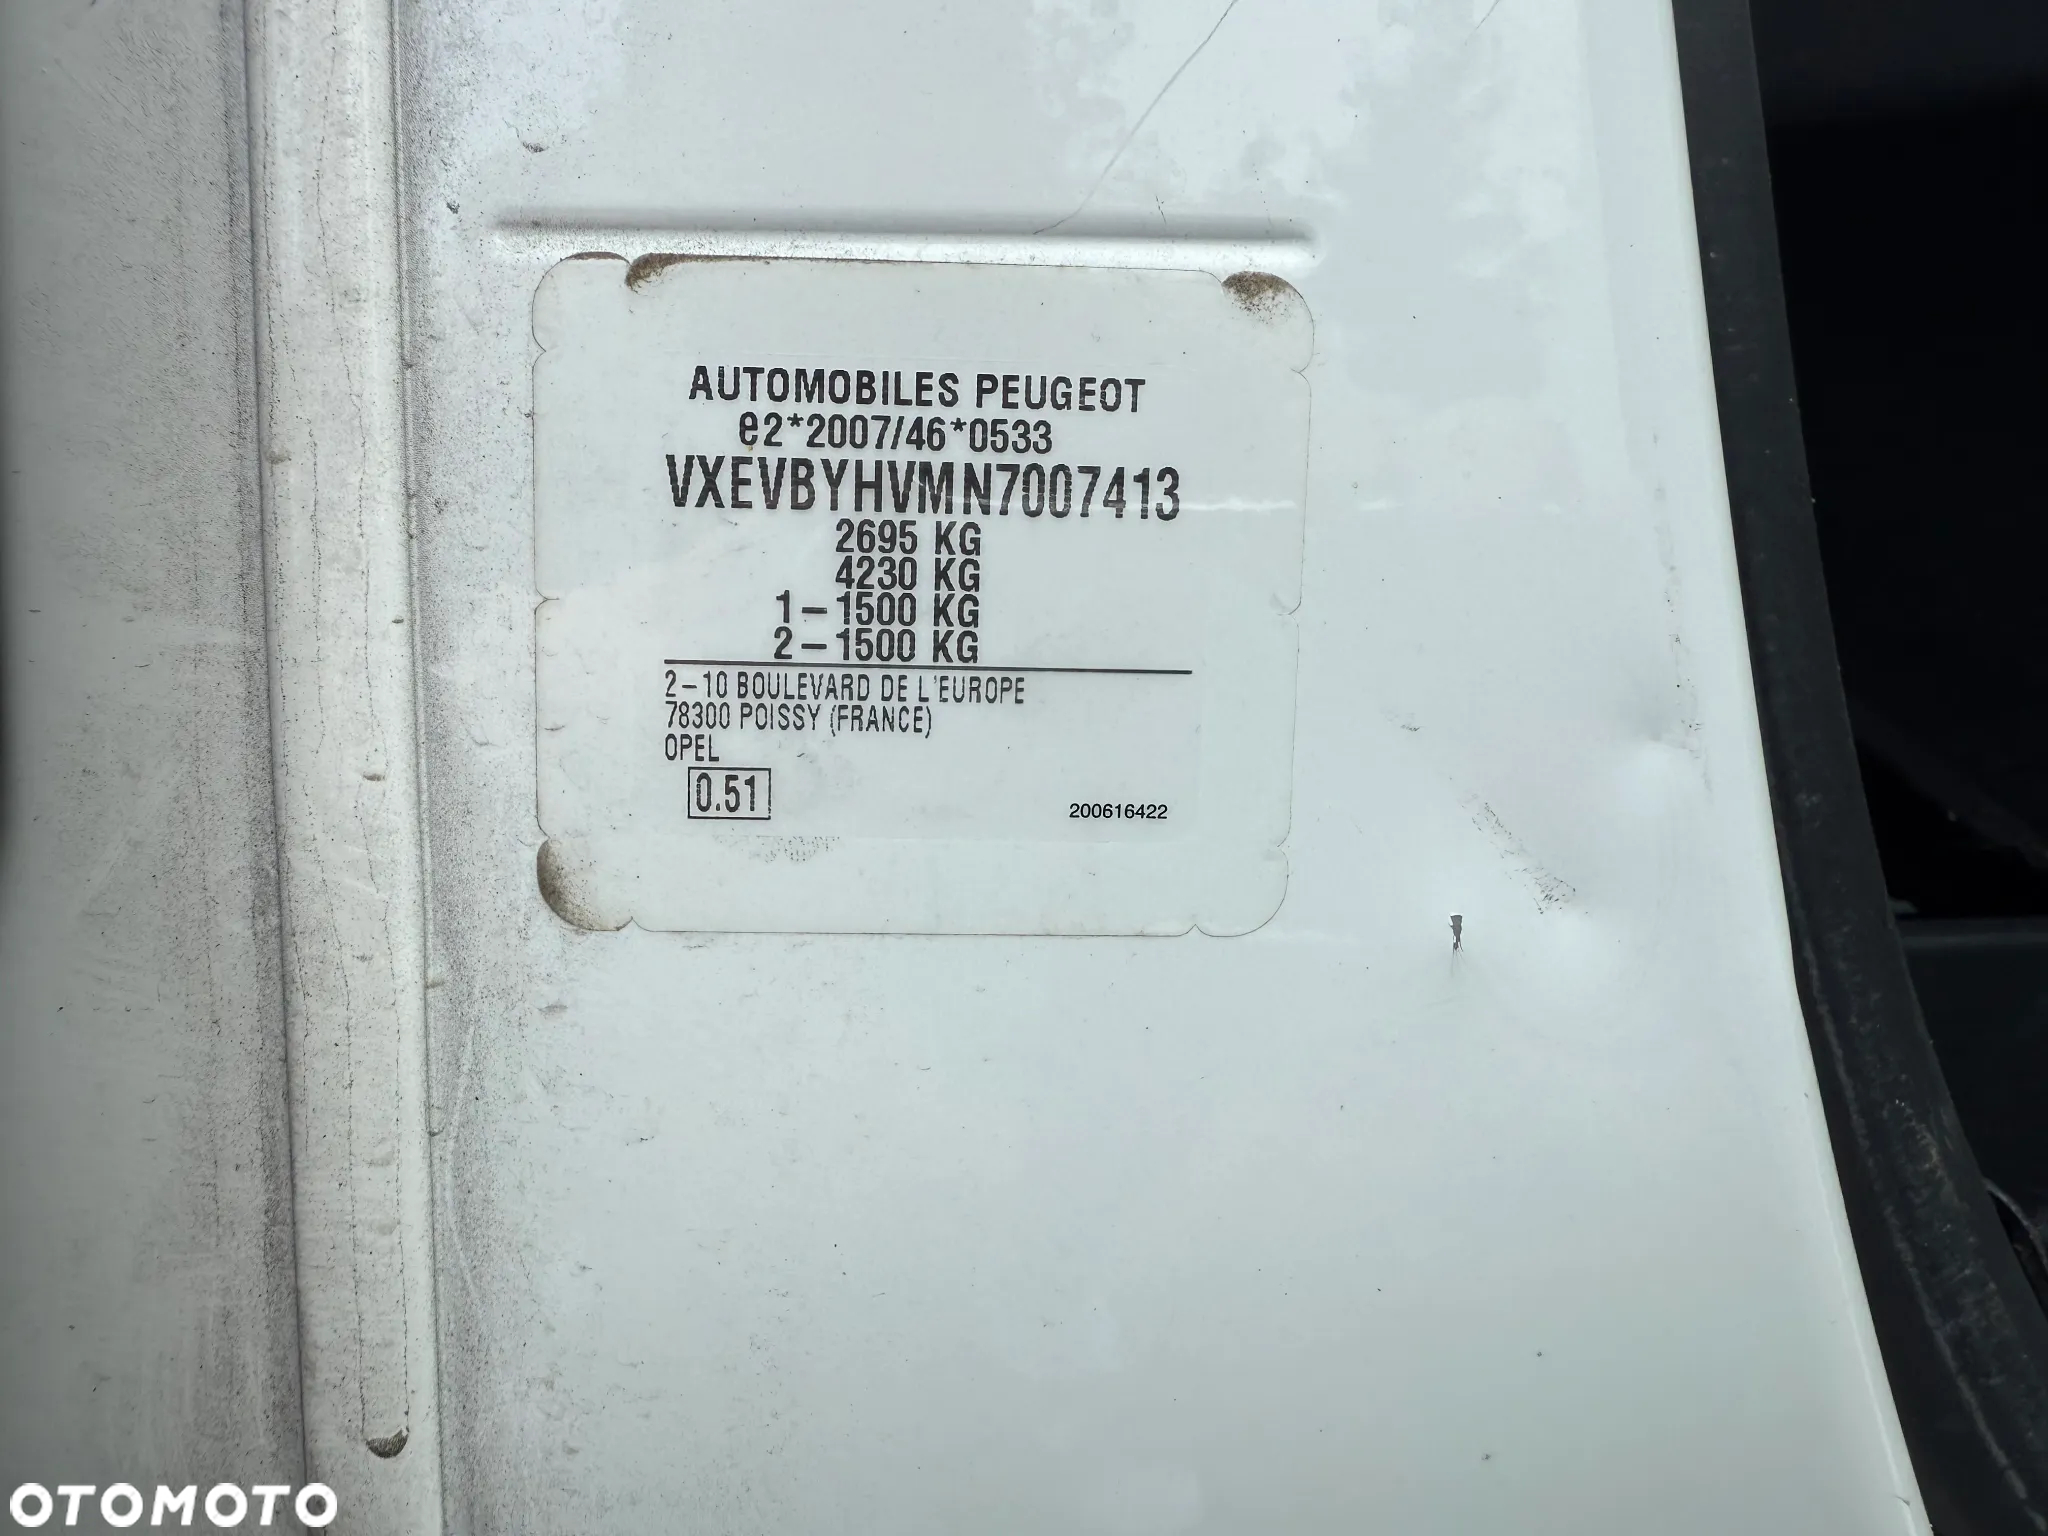 AUTOMOBILES PEUGEOT
e2*2007/46*0533
VXEVBYHVMN7007413
2695 KG
4230 KG
1-1500 KG
2-1500 KG
2-10 BOULEVARD DE L'EUROPE
78300 POISSY (FRANCE)
OPEL
0.51
200616422
OTOMOTO